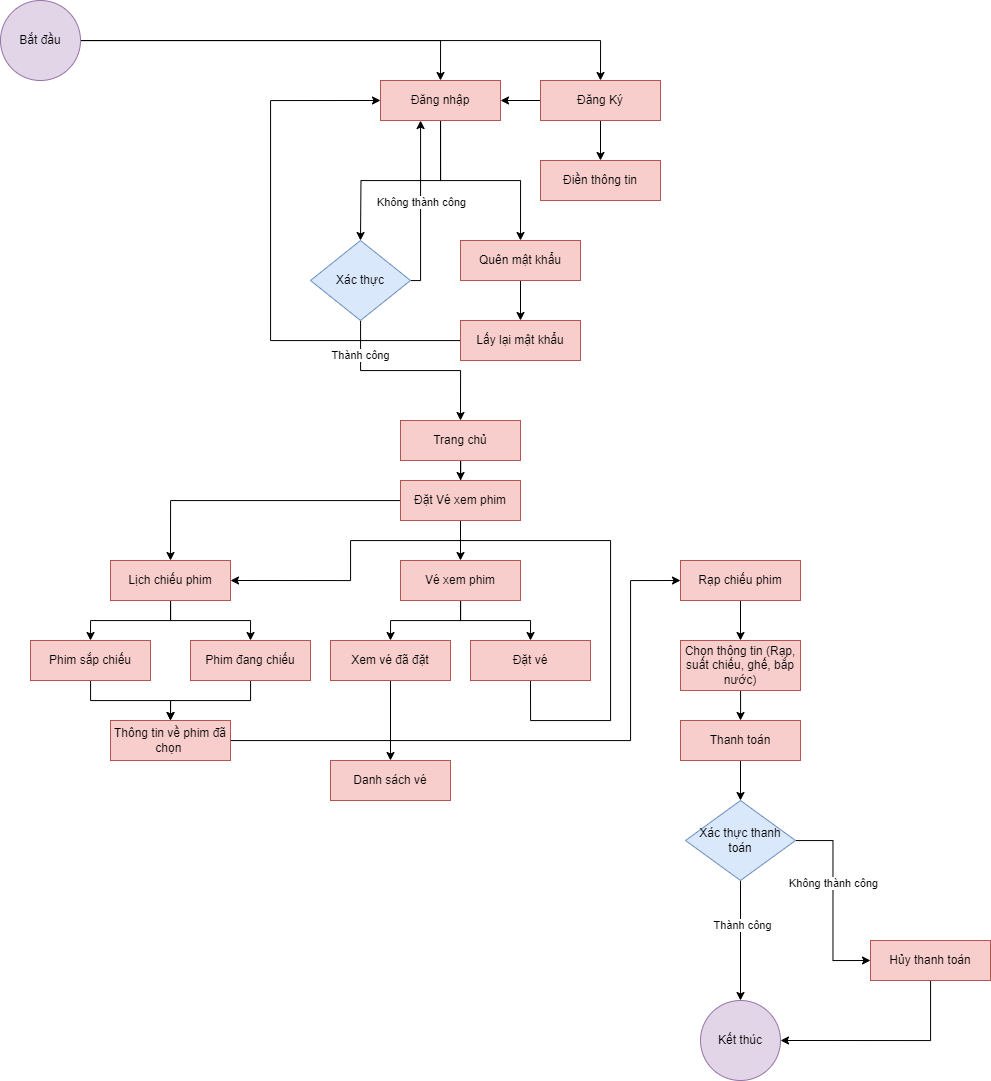 Bắt đầu
Đăng nhập
Đăng Ký
Điền thông tin
Không thành công
Xác thực
Quên mật khẩu
Lấy lại mật khẩu
Thành công
Trang chủ
Đặt Vé xem phim
Lịch chiếu phim
Vé xem phim
Rạp chiếu phim
Phim sắp chiếu
Phim đang chiếu
Xem vé đã đặt
Đặt vé
Chọn thông tin (Rạp,
suất chiếu, ghế, bắp
nước)
Thông tin về phim đã
chọn
Thanh toán
Danh sách vé
Xác thực thanh
toán
Không thành công
Thành công
Hủy thanh toán
Kết thúc